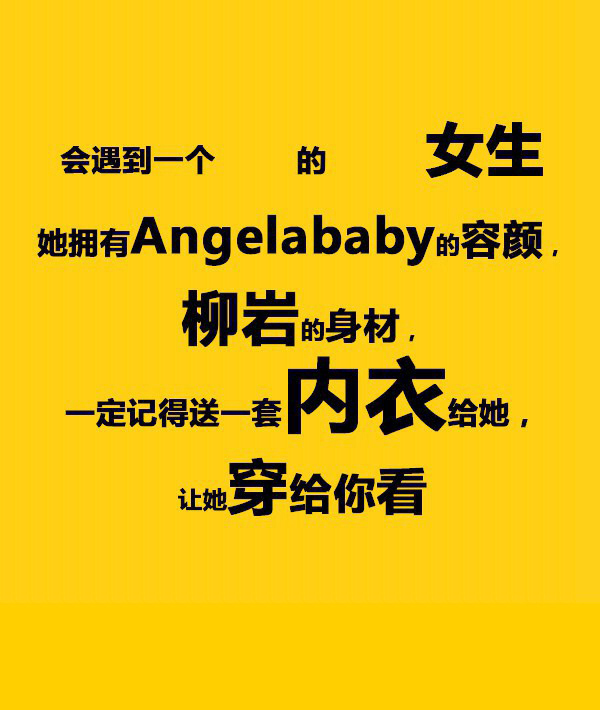 会遇到一个 的 女生
她拥有Angelababy的容颜，
柳岩的身材，
一定记得送一套内衣给她，
让她穿给你看